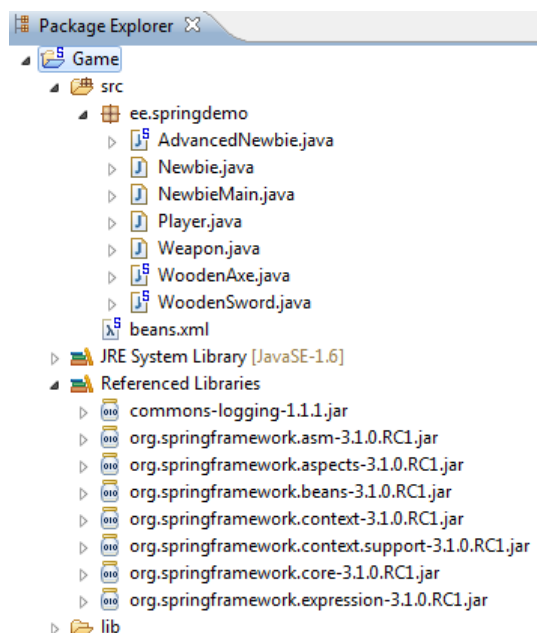 Package Explorer
Game
src
ee.springdemo
AdvancedNewbie.java
Newbie.java
NewbieMain.java
Player.java
Weapon.java
WoodenAxe.java
WoodenSword.java
beans.xml
JRE System Library [JavaSE-1.6]
Referenced Libraries
commons-logging-1.1.1.jar
org.springframework.asm-3.1.0.RC1.jar
org.springframework.aspects-3.1.0.RC1.jar
org.springframework.beans-3.1.0.RC1.jar
org.springframework.context-3.1.0.RC1.jar
org.springframework.context.support-3.1.0.RC1.jar
org.springframework.core-3.1.0.RC1.jar
org.springframework.expression-3.1.0.RC1.jar
lib